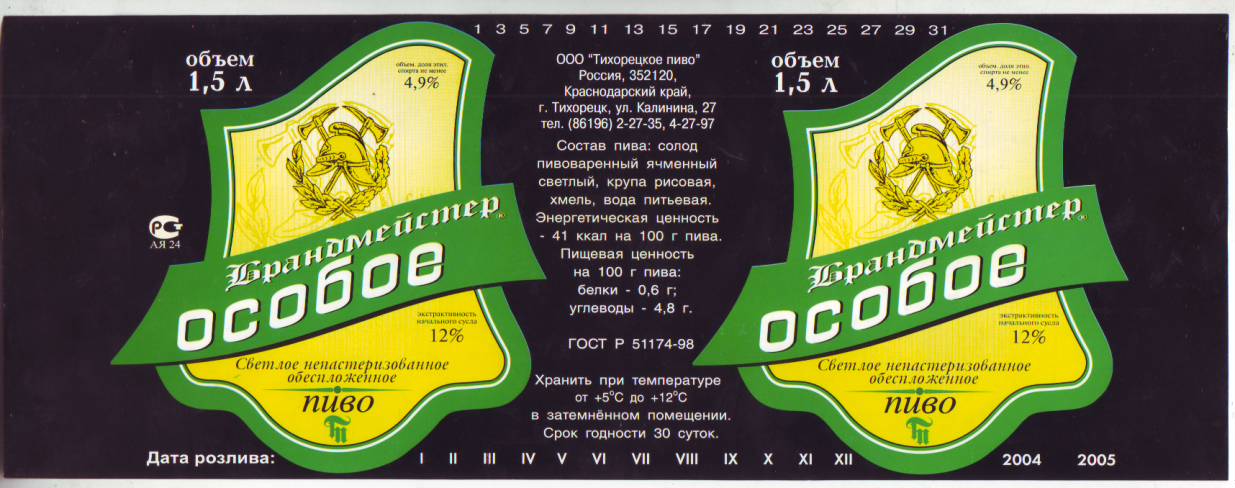 1 3 5 7 9 11 13 15 17 19 21 23 25 27 29 31
объем
1,5 л
объем. доля этил.
спирта не менее
4,9%
Брандмейстер®
особое
экстрактивность
начального сусла
12%
Светлое непастеризованное
обеспложенное
пиво
РСТ
АЯ 24
ООО "Тихорецкое пиво"
Россия, 352120,
Краснодарский край,
г. Тихорецк, ул. Калинина, 27
тел. (86196) 2-27-35, 4-27-97
Состав пива: солод
пивоваренный ячменный
светлый, крупа рисовая,
хмель, вода питьевая.
Энергетическая ценность
- 41 ккал на 100 г пива.
Пищевая ценность
на 100 г пива:
белки - 0,6 г;
углеводы - 4,8 г.
ГОСТ Р 51174-98
Хранить при температуре
от +5°С до +12°С
в затемнённом помещении.
Срок годности 30 суток.
объем
1,5 л
объем. доля этил.
спирта не менее
4,9%
Брандмейстер®
особое
экстрактивность
начального сусла
12%
Светлое непастеризованное
обеспложенное
пиво
Дата розлива: I II III IV V VI VII VIII IX X XI XII 2004 2005